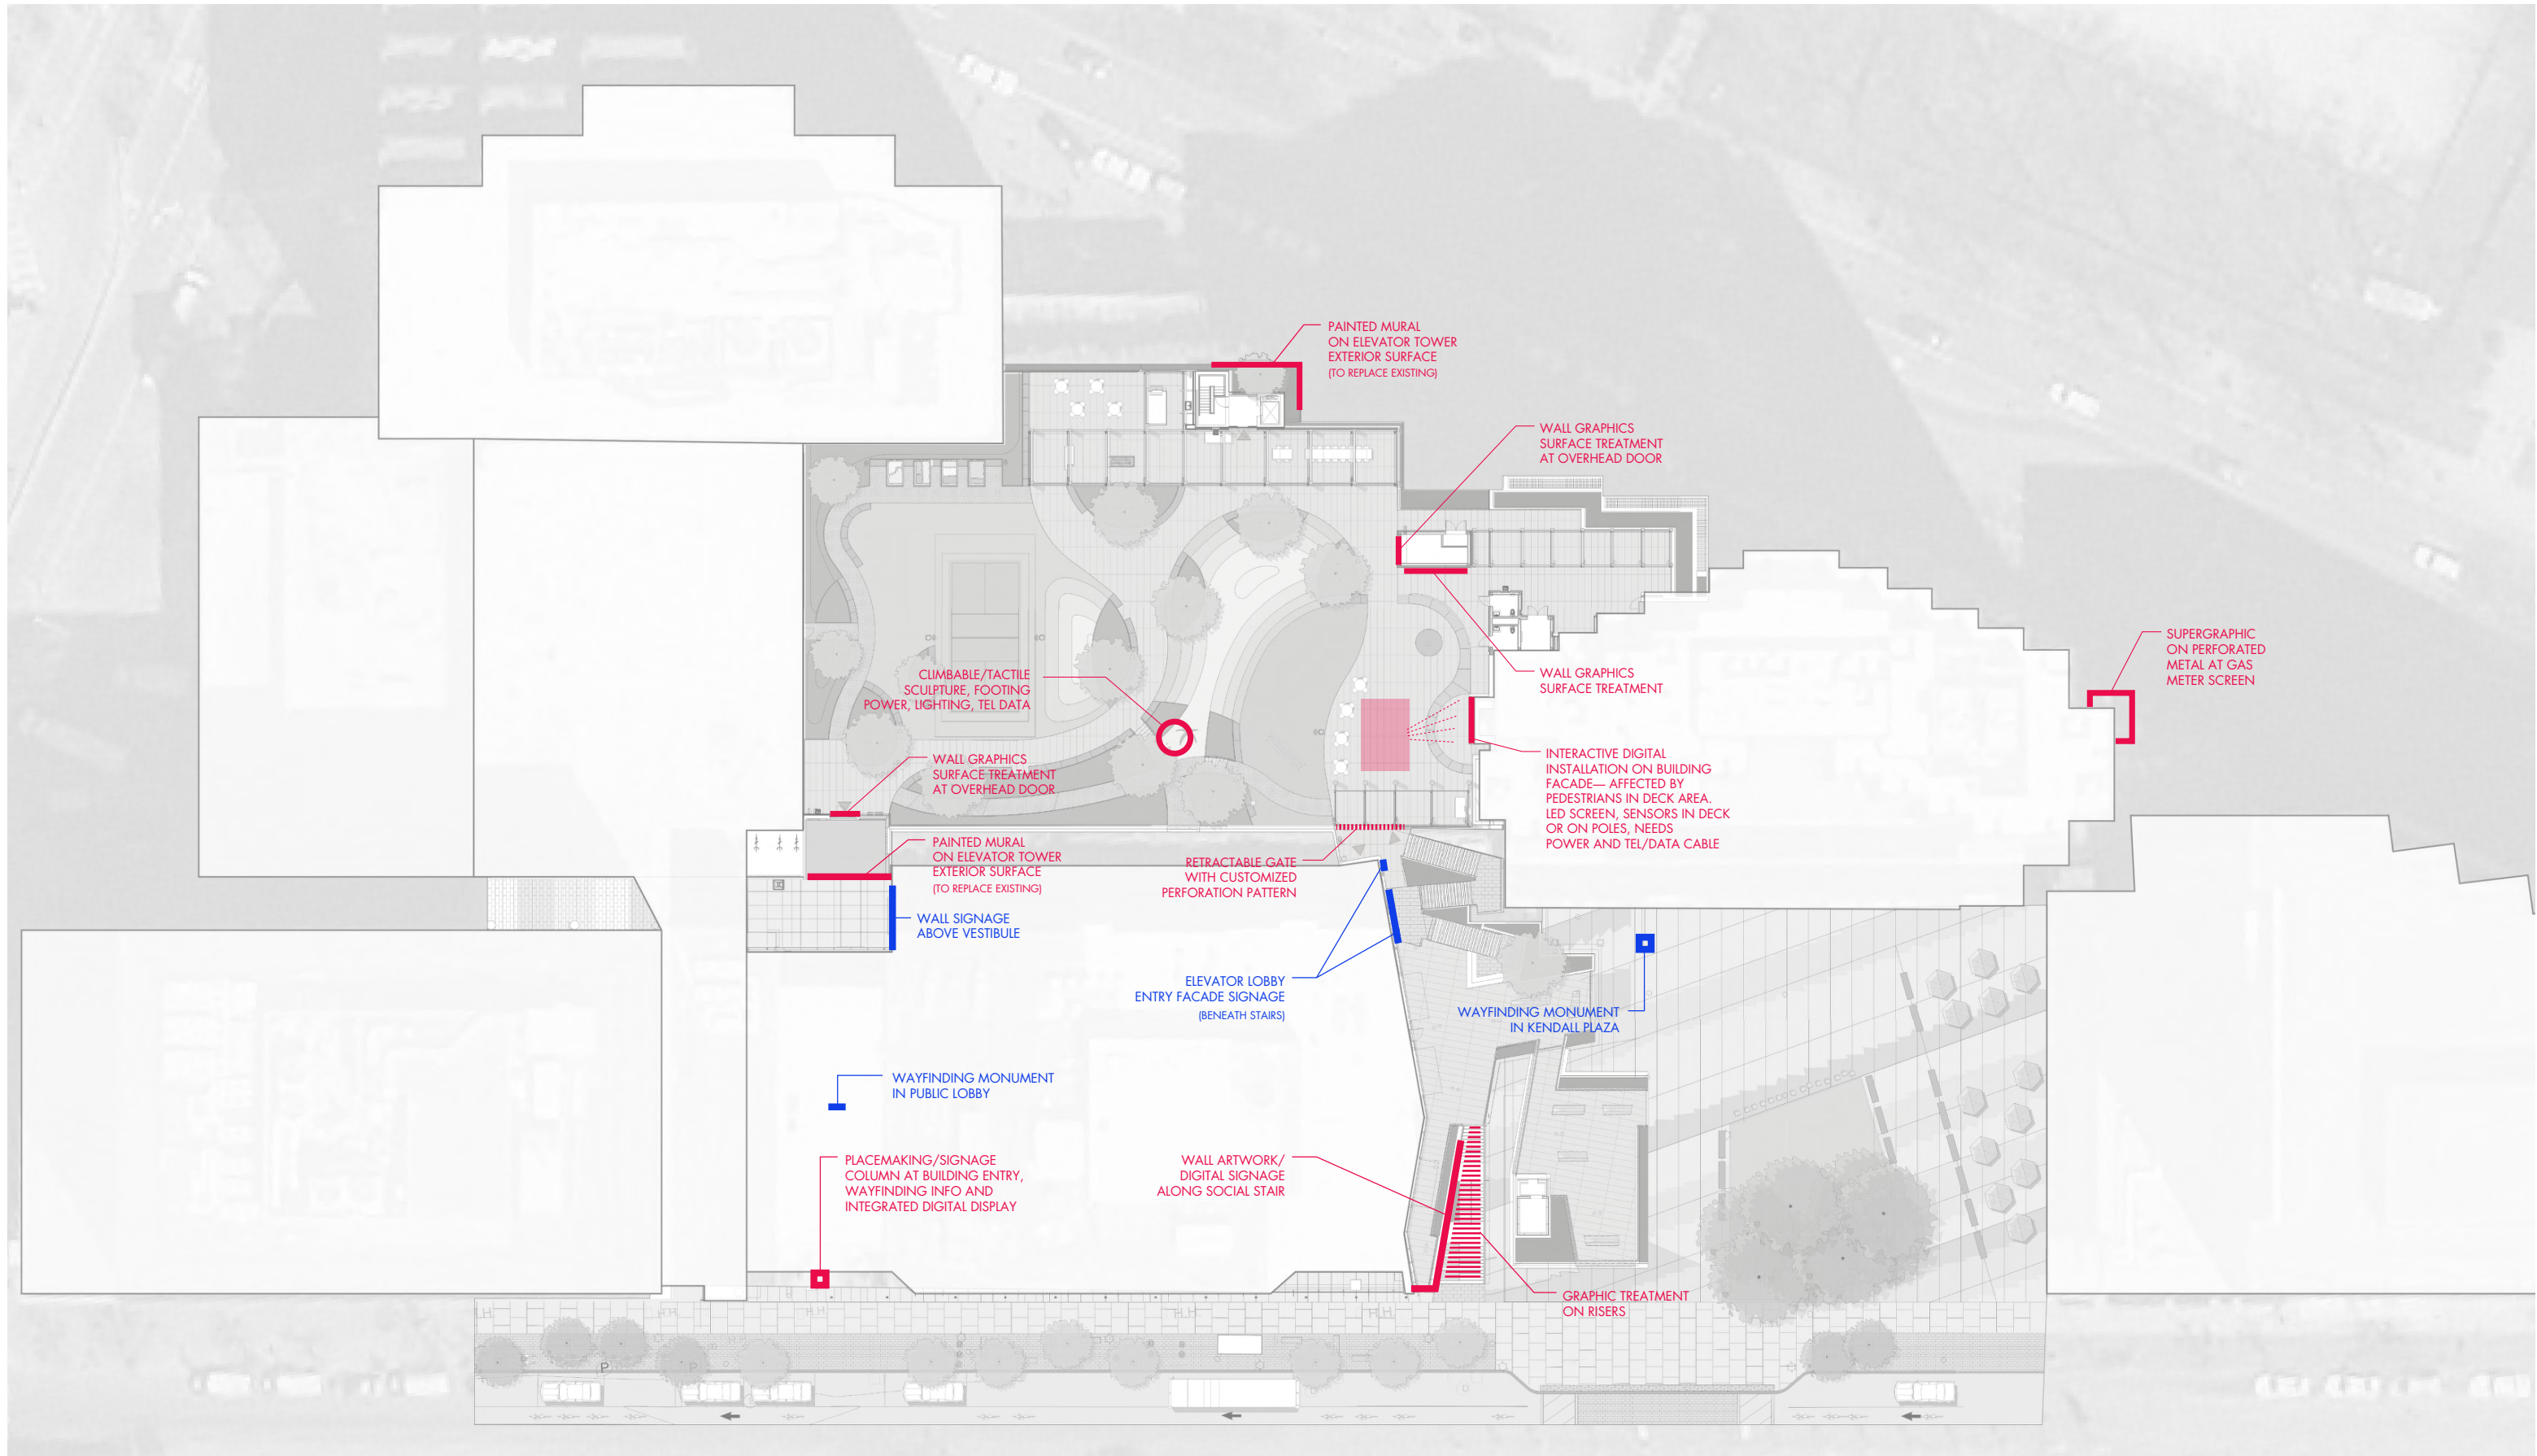 PAINTED MURAL
ON ELEVATOR TOWER
EXTERIOR SURFACE
(TO REPLACE EXISTING)
WALL GRAPHICS
SURFACE TREATMENT
AT OVERHEAD DOOR
SUPERGRAPHIC
ON PERFORATED
METAL AT GAS
METER SCREEN
CLIMBABLE/TACTILE
SCULPTURE, FOOTING
POWER, LIGHTING, TEL DATA
WALL GRAPHICS
SURFACE TREATMENT
WALL GRAPHICS
SURFACE TREATMENT
AT OVERHEAD DOOR
INTERACTIVE DIGITAL
INSTALLATION ON BUILDING
FACADE— AFFECTED BY
PEDESTRIANS IN DECK AREA.
LED SCREEN, SENSORS IN DECK
OR ON POLES, NEEDS
POWER AND TEL/DATA CABLE
PAINTED MURAL
ON ELEVATOR TOWER
EXTERIOR SURFACE
(TO REPLACE EXISTING)
RETRACTABLE GATE
WITH CUSTOMIZED
PERFORATION PATTERN
WALL SIGNAGE
ABOVE VESTIBULE
ELEVATOR LOBBY
ENTRY FACADE SIGNAGE
(BENEATH STAIRS)
WAYFINDING MONUMENT
IN KENDALL PLAZA
WAYFINDING MONUMENT
IN PUBLIC LOBBY
PLACEMAKING/SIGNAGE
COLUMN AT BUILDING ENTRY,
WAYFINDING INFO AND
INTEGRATED DIGITAL DISPLAY
WALL ARTWORK/
DIGITAL SIGNAGE
ALONG SOCIAL STAIR
GRAPHIC TREATMENT
ON RISERS
P
P